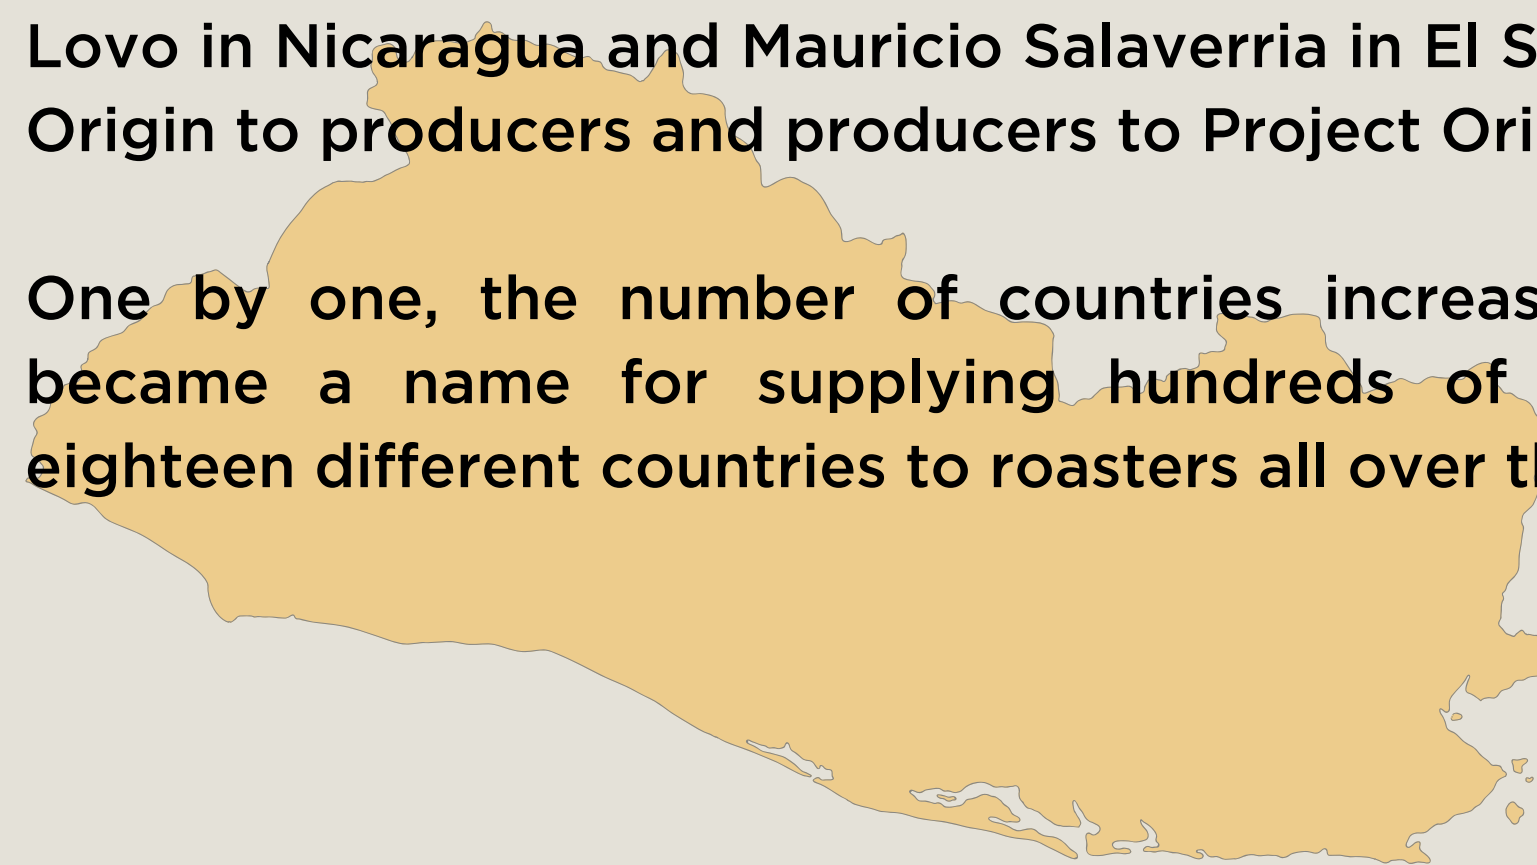 Lovo in Nicaragua and Mauricio Salaverria in El S
Origin to producers and producers to Project Ori
One by one, the number of countries increas
became a name for supplying hundreds of
eighteen different countries to roasters all over th